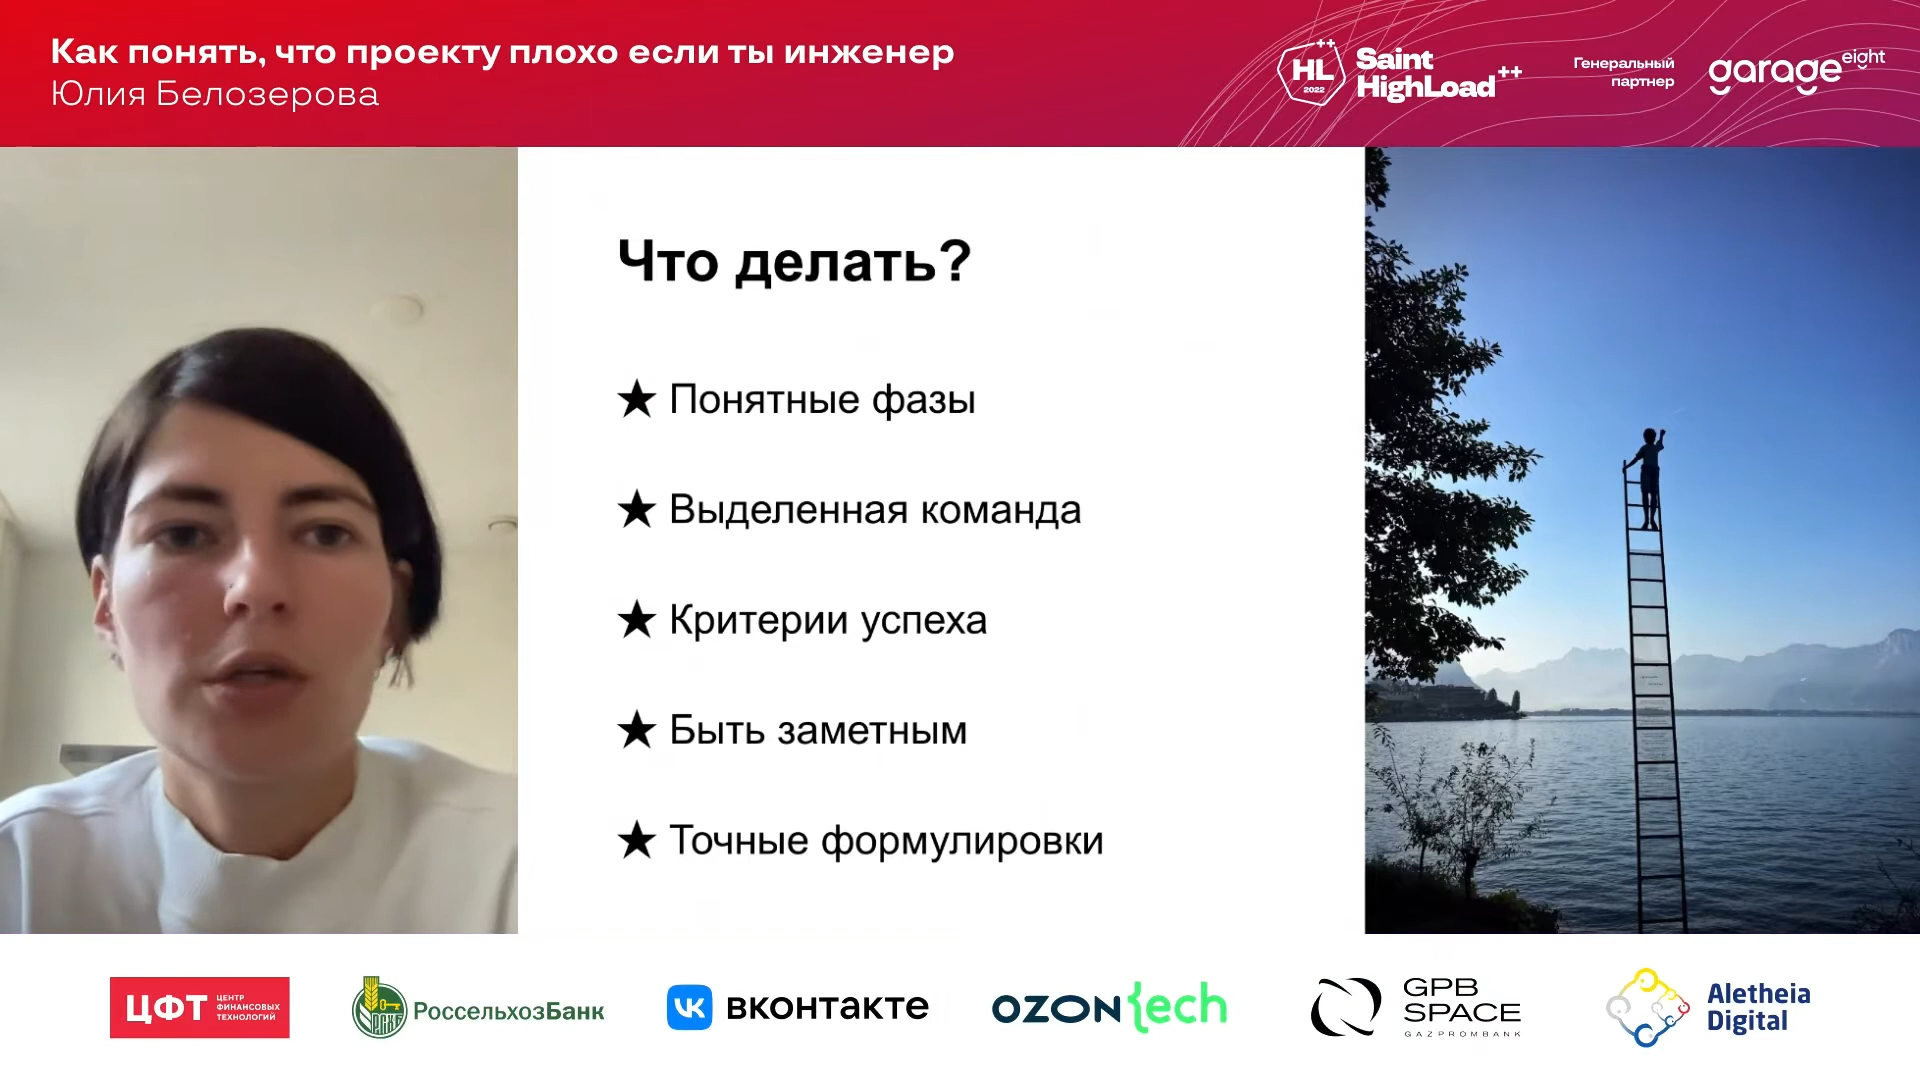 Как понять, что проекту плохо если ты инженер
Юлия Белозерова
HL++
2022
Saint
HighLoad++
Генеральный
партнер
garage eight
Что делать?
★ Понятные фазы
★ Выделенная команда
★ Критерии успеха
★ Быть заметным
★ Точные формулировки
ЦФТ
ЦЕНТР
ФИНАНСОВЫХ
ТЕХНОЛОГИЙ
РСХБ
РоссельхозБанк
вконтакте
OZON tech
GPB
SPACE
GAZPROMBANK
Aletheia
Digital